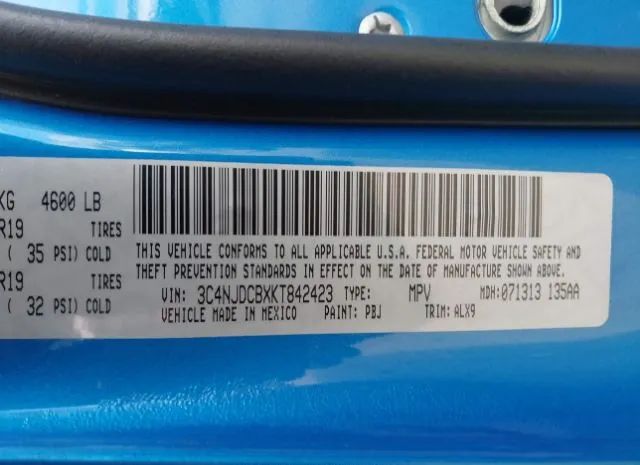 KG 4600 LB
R19 TIRES
( 35 PSI) COLD
R19 TIRES
( 32 PSI) COLD
THIS VEHICLE CONFORMS TO ALL APPLICABLE U.S.A. FEDERAL MOTOR VEHICLE SAFETY AND
THEFT PREVENTION STANDARDS IN EFFECT ON THE DATE OF MANUFACTURE SHOWN ABOVE.
VIN: 3C4NJDCBXKT842423 TYPE: MPV MDH:071313 135AA
VEHICLE MADE IN MEXICO PAINT: PBJ TRIM: ALX9